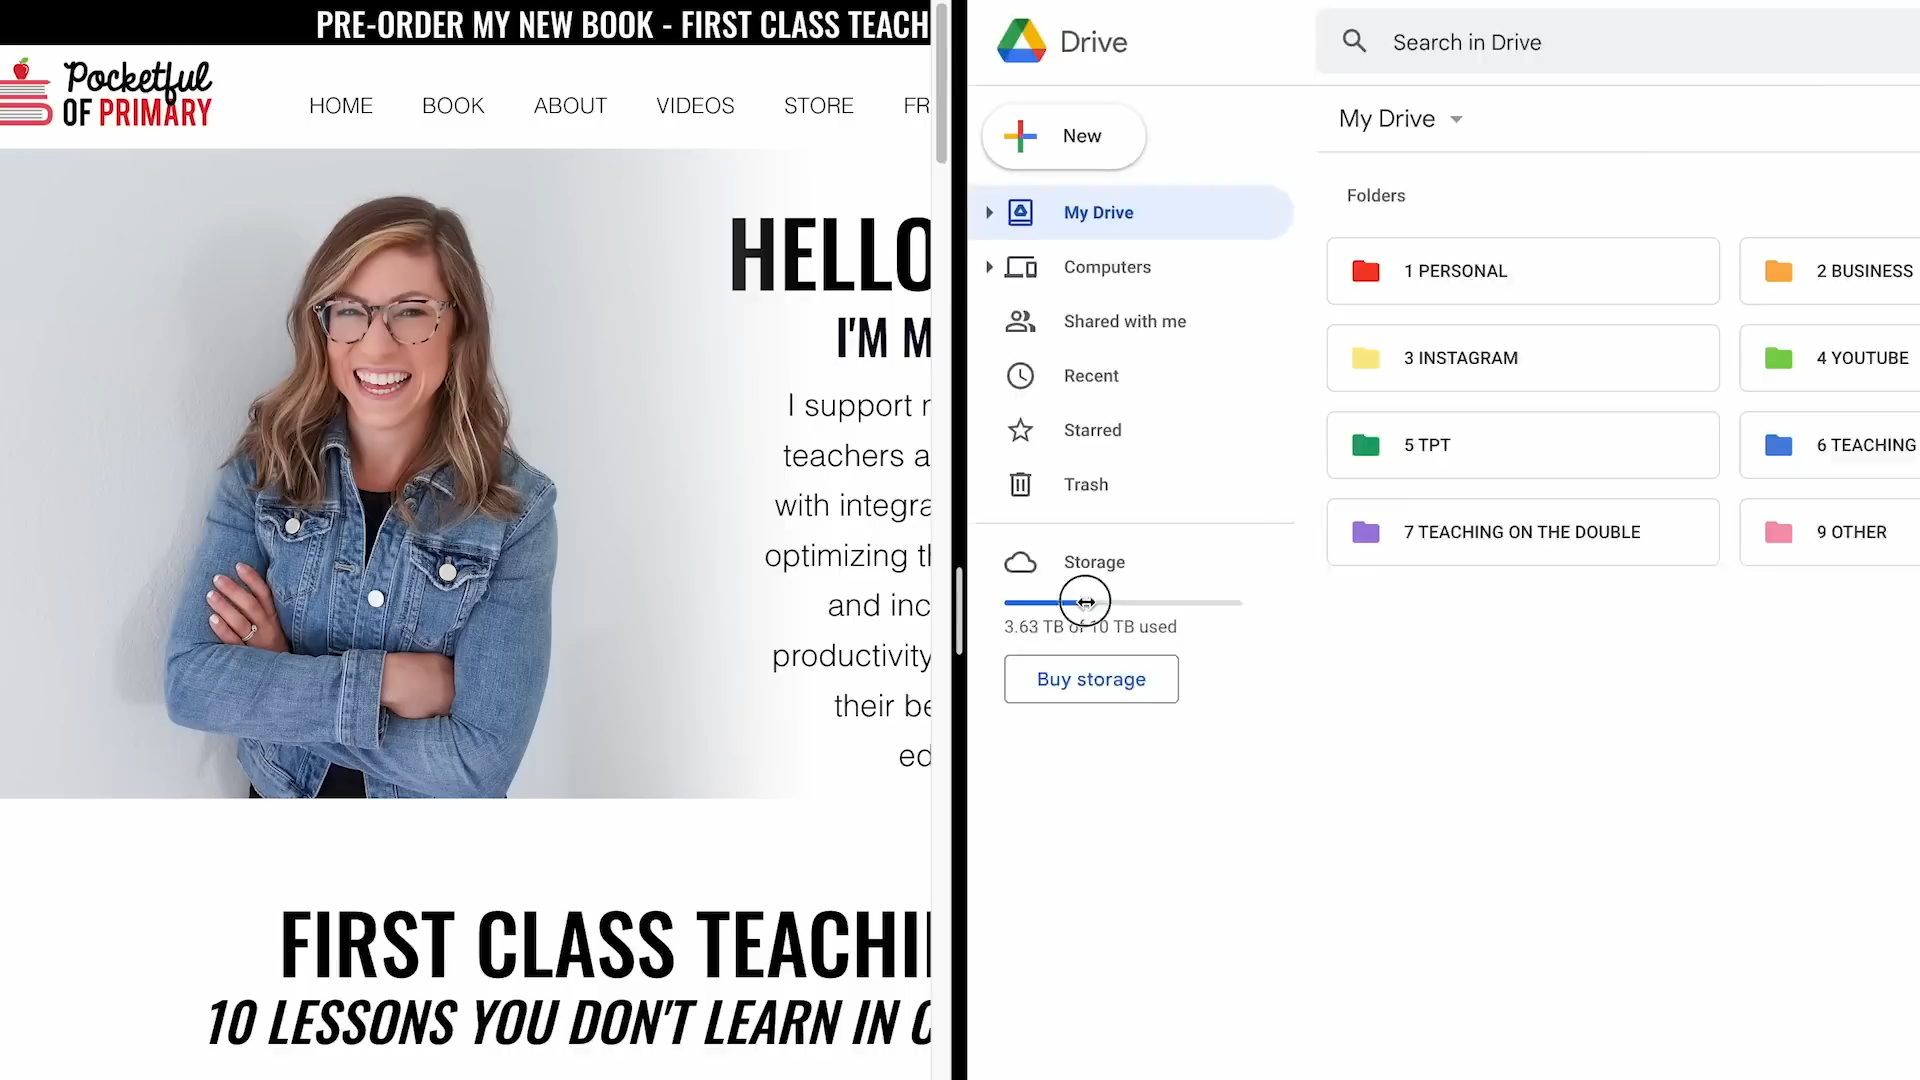 PRE-ORDER MY NEW BOOK - FIRST CLASS TEACH
Pocketful
OF PRIMARY
HOME BOOK ABOUT VIDEOS STORE FR
HELLO
I'M M
I support
teachers a
with integra
optimizing th
and inc
productivity
their be
ed
FIRST CLASS TEACHI
10 LESSONS YOU DON'T LEARN IN C
Drive
Search in Drive
New
My Drive
Computers
Shared with me
Recent
Starred
Trash
Storage
3.63 TB of 10 TB used
Buy storage
My Drive
Folders
1 PERSONAL
2 BUSINESS
3 INSTAGRAM
4 YOUTUBE
5 TPT
6 TEACHING
7 TEACHING ON THE DOUBLE
9 OTHER